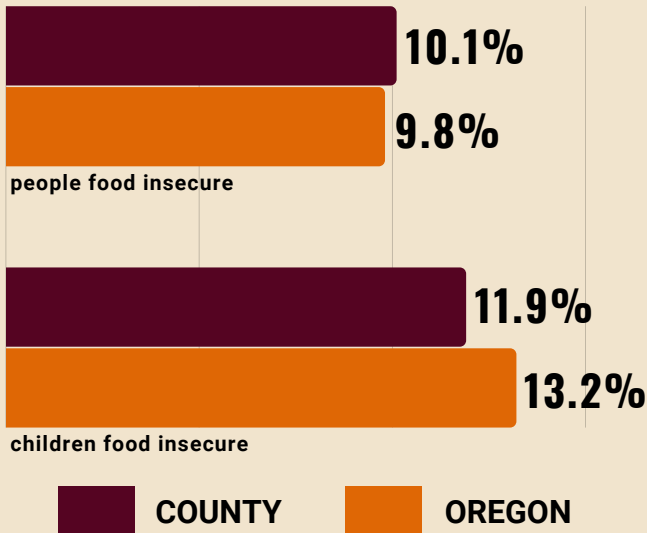 10.1%
9.8%
people food insecure
11.9%
13.2%
children food insecure
COUNTY OREGON